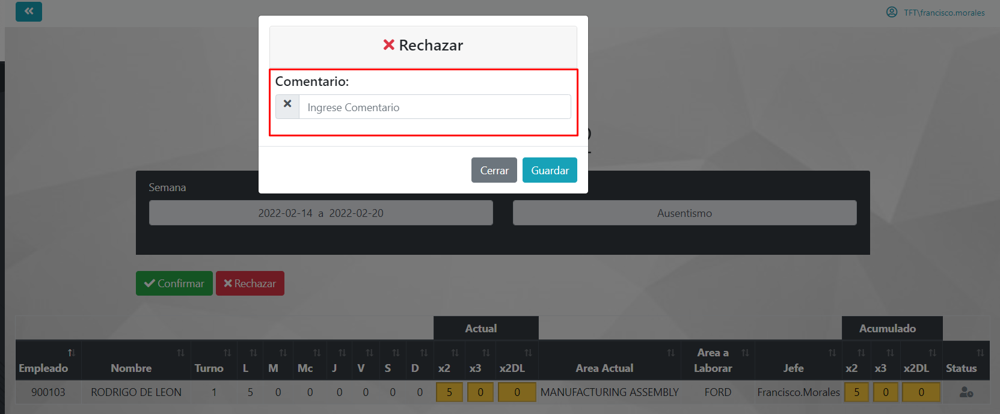 TFT\francisco.morales
Rechazar
Comentario:
Ingrese Comentario
Cerrar Guardar
Semana
2022-02-14 a 2022-02-20 Ausentismo
Confirmar Rechazar
Actual Acumulado
Empleado Nombre Turno L M Mc J V S D x2 x3 x2DL Area Actual Area a Laborar Jefe x2 x3 x2DL Status
900103 RODRIGO DE LEON 1 5 0 0 0 0 0 0 5 0 0 MANUFACTURING ASSEMBLY FORD Francisco.Morales 5 0 0